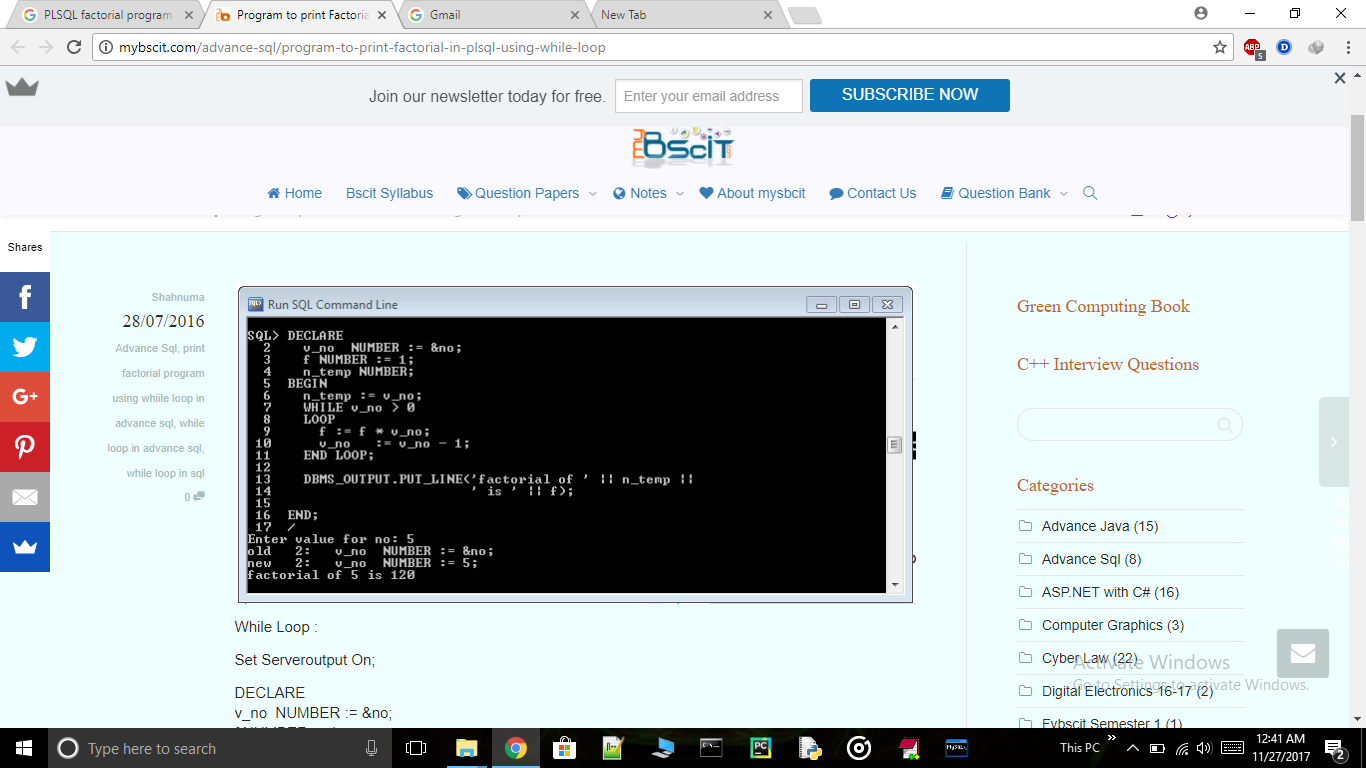 PLSQL factorial program
Program to print Factoria
Gmail
New Tab
mybscit.com/advance-sql/program-to-print-factorial-in-plsql-using-while-loop
ABP
5
D
Join our newsletter today for free.
Enter your email address
SUBSCRIBE NOW
BSciT
Home
Bscit Syllabus
Question Papers
Notes
About mysbcit
Contact Us
Question Bank
Shares
Shahnuma
28/07/2016
Advance Sql, print
factorial program
using whiile loop in
advance sql, while
loop in advance sql,
while loop in sql
0
Run SQL Command Line
SQL> DECLARE
2 v_no NUMBER := &no;
3 f NUMBER := 1;
4 n_temp NUMBER;
5 BEGIN
6 n_temp := v_no;
7 WHILE v_no > 0
8 LOOP
9 f := f * v_no;
10 v_no := v_no - 1;
11 END LOOP;
12
13 DBMS_OUTPUT.PUT_LINE('factorial of ' || n_temp ||
14 ' is ' || f);
15
16 END;
17 /
Enter value for no: 5
old 2: v_no NUMBER := &no;
new 2: v_no NUMBER := 5;
factorial of 5 is 120
While Loop :
Set Serveroutput On;
DECLARE
v_no NUMBER := &no;
Green Computing Book
C++ Interview Questions
Categories
Advance Java (15)
Advance Sql (8)
ASP.NET with C# (16)
Computer Graphics (3)
Cyber Law (22)
Digital Electronics 16-17 (2)
Fybscit Semester 1 (1)
Activate Windows
Go to Settings to activate Windows.
Type here to search
PC
MySQL
This PC
12:41 AM
11/27/2017
2